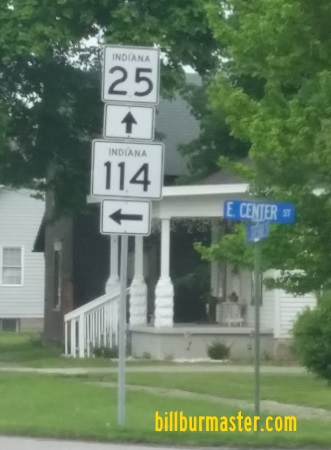 INDIANA
25
INDIANA
114
E. CENTER ST
billburmaster.com